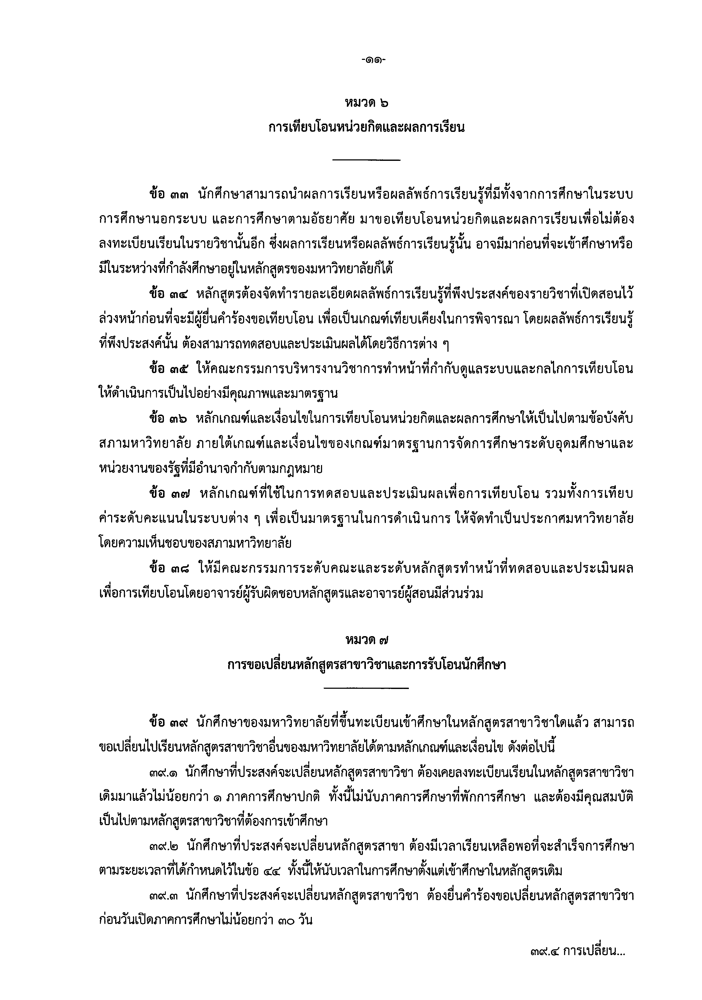 -๑๑-
หมวด ๖
การเทียบโอนหน่วยกิตและผลการเรียน
ข้อ ๓๓ นักศึกษาสามารถนำผลการเรียนหรือผลลัพธ์การเรียนรู้ที่มีทั้งจากการศึกษาในระบบ
การศึกษานอกระบบ และการศึกษาตามอัธยาศัย มาขอเทียบโอนหน่วยกิตและผลการเรียนเพื่อไม่ต้อง
ลงทะเบียนเรียนในรายวิชานั้นอีก ซึ่งผลการเรียนหรือผลลัพธ์การเรียนรู้นั้น อาจมีมาก่อนที่จะเข้าศึกษาหรือ
มีในระหว่างที่กำลังศึกษาอยู่ในหลักสูตรของมหาวิทยาลัยก็ได้
ข้อ ๓๔ หลักสูตรต้องจัดทำรายละเอียดผลลัพธ์การเรียนรู้ที่พึงประสงค์ของรายวิชาที่เปิดสอนไว้
ล่วงหน้าก่อนที่จะมีผู้ยื่นคำร้องขอเทียบโอน เพื่อเป็นเกณฑ์เทียบเคียงในการพิจารณา โดยผลลัพธ์การเรียนรู้
ที่พึงประสงค์นั้น ต้องสามารถทดสอบและประเมินผลได้โดยวิธีการต่าง ๆ
ข้อ ๓๕ ให้คณะกรรมการบริหารงานวิชาการทำหน้าที่กำกับดูแลระบบและกลไกการเทียบโอน
ให้ดำเนินการเป็นไปอย่างมีคุณภาพและมาตรฐาน
ข้อ ๓๖ หลักเกณฑ์และเงื่อนไขในการเทียบโอนหน่วยกิตและผลการศึกษาให้เป็นไปตามข้อบังคับ
สภามหาวิทยาลัย ภายใต้เกณฑ์และเงื่อนไขของเกณฑ์มาตรฐานการจัดการศึกษาระดับอุดมศึกษาและ
หน่วยงานของรัฐที่มีอำนาจกำกับตามกฎหมาย
ข้อ ๓๗ หลักเกณฑ์ที่ใช้ในการทดสอบและประเมินผลเพื่อการเทียบโอน รวมทั้งการเทียบ
ค่าระดับคะแนนในระบบต่าง ๆ เพื่อเป็นมาตรฐานในการดำเนินการ ให้จัดทำเป็นประกาศมหาวิทยาลัย
โดยความเห็นชอบของสภามหาวิทยาลัย
ข้อ ๓๘ ให้มีคณะกรรมการระดับคณะและระดับหลักสูตรทำหน้าที่ทดสอบและประเมินผล
เพื่อการเทียบโอนโดยอาจารย์ผู้รับผิดชอบหลักสูตรและอาจารย์ผู้สอนมีส่วนร่วม
หมวด ๗
การขอเปลี่ยนหลักสูตรสาขาวิชาและการรับโอนนักศึกษา
ข้อ ๓๙ นักศึกษาของมหาวิทยาลัยที่ขึ้นทะเบียนเข้าศึกษาในหลักสูตรสาขาวิชาใดแล้ว สามารถ
ขอเปลี่ยนไปเรียนหลักสูตรสาขาวิชาอื่นของมหาวิทยาลัยได้ตามหลักเกณฑ์และเงื่อนไข ดังต่อไปนี้
๓๙.๑ นักศึกษาที่ประสงค์จะเปลี่ยนหลักสูตรสาขาวิชา ต้องเคยลงทะเบียนเรียนในหลักสูตรสาขาวิชา
เดิมมาแล้วไม่น้อยกว่า ๑ ภาคการศึกษาปกติ ทั้งนี้ไม่นับภาคการศึกษาที่พักการศึกษา และต้องมีคุณสมบัติ
เป็นไปตามหลักสูตรสาขาวิชาที่ต้องการเข้าศึกษา
๓๙.๒ นักศึกษาที่ประสงค์จะเปลี่ยนหลักสูตรสาขา ต้องมีเวลาเรียนเหลือพอที่จะสำเร็จการศึกษา
ตามระยะเวลาที่ได้กำหนดไว้ในข้อ ๔๔ ทั้งนี้ให้นับเวลาในการศึกษาตั้งแต่เข้าศึกษาในหลักสูตรเดิม
๓๙.๓ นักศึกษาที่ประสงค์จะเปลี่ยนหลักสูตรสาขาวิชา ต้องยื่นคำร้องขอเปลี่ยนหลักสูตรสาขาวิชา
ก่อนวันเปิดภาคการศึกษาไม่น้อยกว่า ๓๐ วัน
๓๙.๔ การเปลี่ยน...